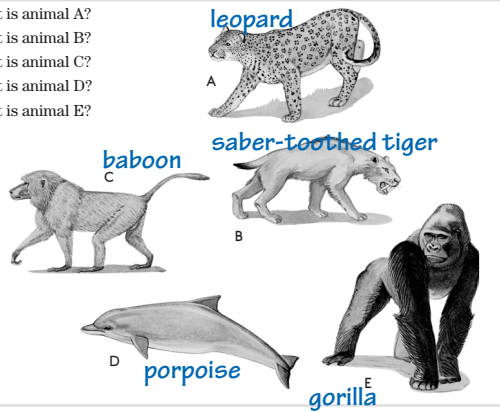 t is animal A?
t is animal B?
t is animal C?
t is animal D?
t is animal E?
leopard
A
saber-toothed tiger
B
baboon
C
D
porpoise
E
gorilla